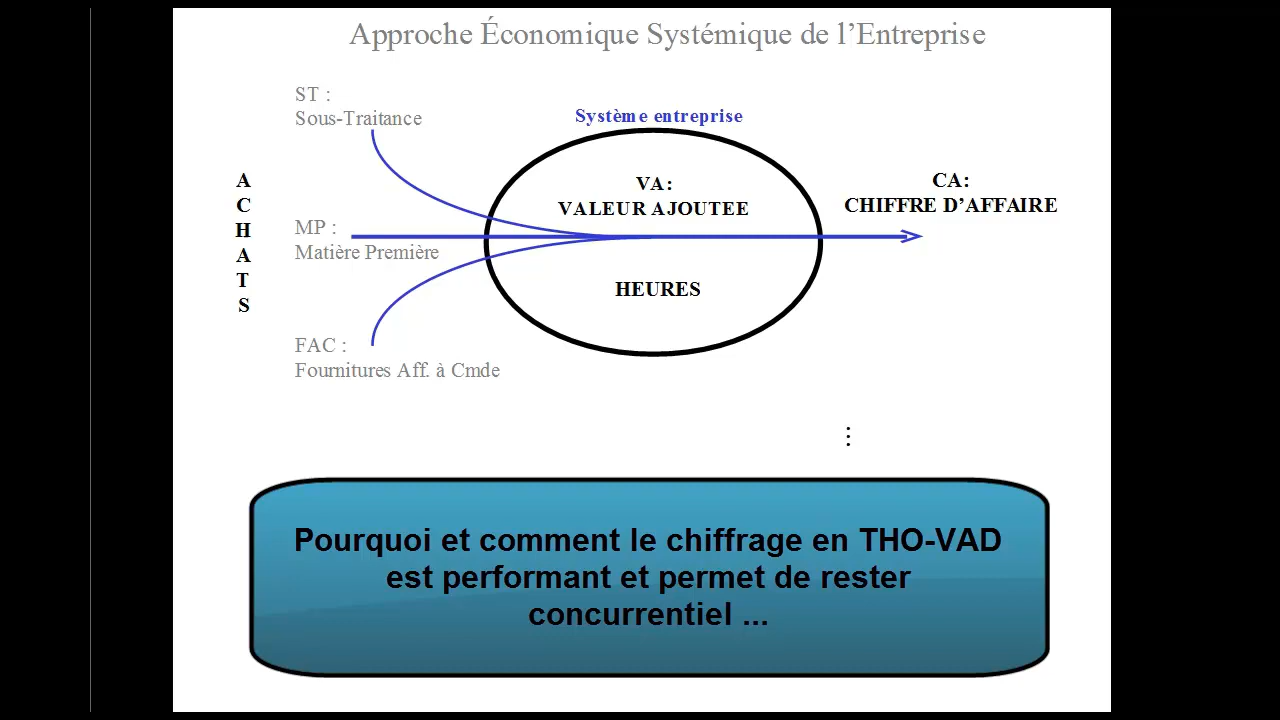 Approche Économique Systémique de l’Entreprise
ST :
Sous-Traitance
Système entreprise
A
C
H
A
T
S
VA:
VALEUR AJOUTEE
CA:
CHIFFRE D’AFFAIRE
MP :
Matière Première
HEURES
FAC :
Fournitures Aff. à Cmde
Pourquoi et comment le chiffrage en THO-VAD
est performant et permet de rester
concurrentiel ...